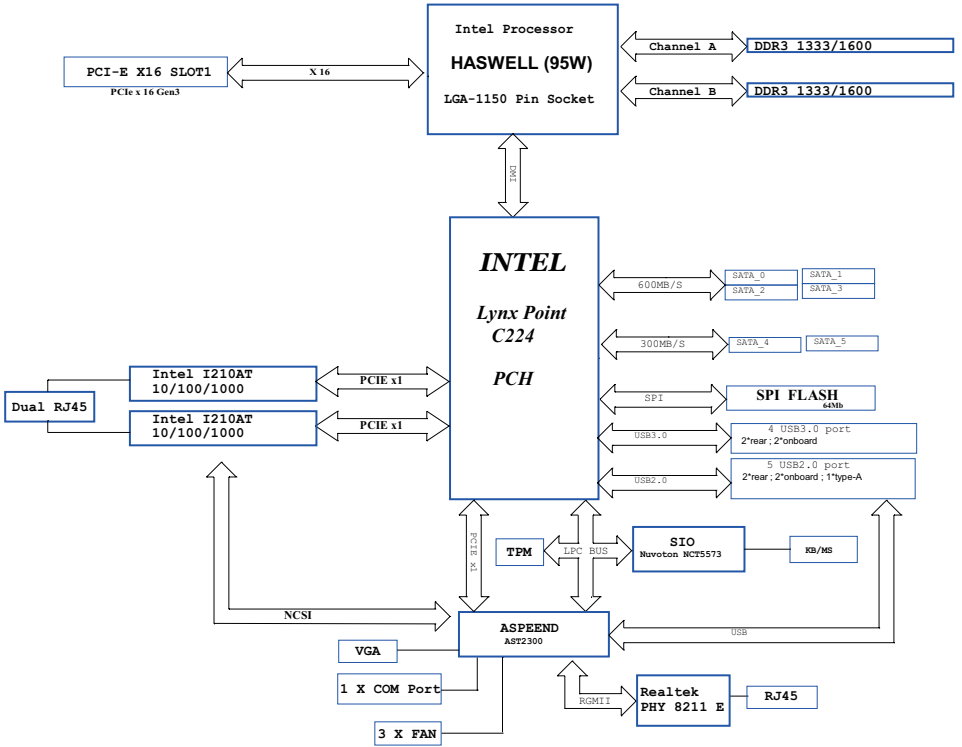 Intel Processor
HASWELL (95W)
LGA-1150 Pin Socket
PCI-E X16 SLOT1
PCIe x 16 Gen3
X 16
Channel A
DDR3 1333/1600
Channel B
DDR3 1333/1600
DMI
INTEL
Lynx Point
C224
PCH
600MB/S
SATA_0
SATA_1
SATA_2
SATA_3
300MB/S
SATA_4
SATA_5
SPI
SPI FLASH
64Mb
USB3.0
4 USB3.0 port
2*rear ; 2*onboard
USB2.0
5 USB2.0 port
2*rear ; 2*onboard ; 1*type-A
Dual RJ45
Intel I210AT
10/100/1000
PCIE x1
Intel I210AT
10/100/1000
PCIE x1
PCIE x1
TPM
LPC BUS
SIO
Nuvoton NCT5573
KB/MS
NCSI
ASPEEND
AST2300
USB
VGA
1 X COM Port
3 X FAN
RGMII
Realtek
PHY 8211 E
RJ45